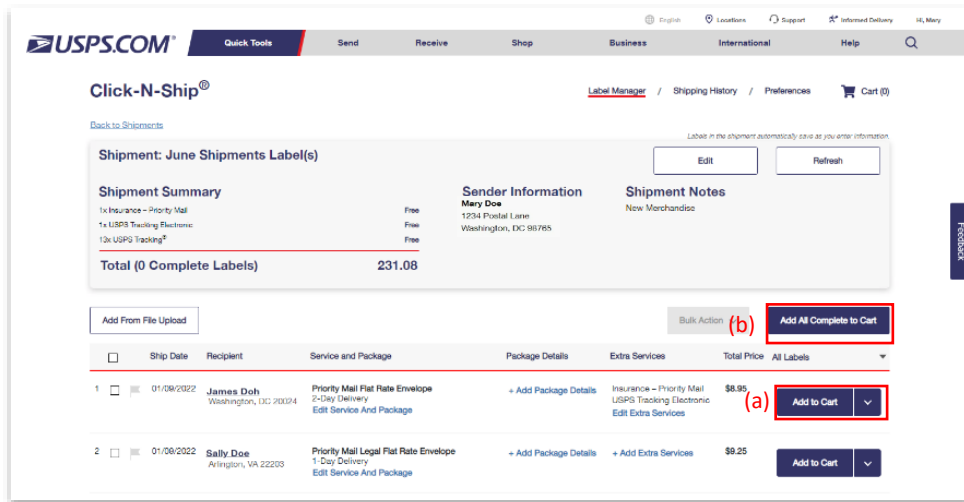 English Locations Support Informed Delivery Hi, Mary
USPS.COM® Quick Tools Send Receive Shop Business International Help
Click-N-Ship® Label Manager / Shipping History / Preferences Cart (0)
Back to Shipments
Labels in the shipment automatically save as you enter information.
Shipment: June Shipments Label(s) Edit Refresh
Shipment Summary Sender Information Shipment Notes
1x Insurance – Priority Mail Free Mary Doe New Merchandise
1x USPS Tracking Electronic Free 1234 Postal Lane
13x USPS Tracking® Free Washington, DC 98765
Total (0 Complete Labels) 231.08
Feedback
Add From File Upload Bulk Action (b) Add All Complete to Cart
Ship Date Recipient Service and Package Package Details Extra Services Total Price All Labels
1 01/09/2022 James Doh Priority Mail Flat Rate Envelope + Add Package Details Insurance – Priority Mail $8.95 (a) Add to Cart
Washington, DC 20024 2-Day Delivery USPS Tracking Electronic
Edit Service And Package Edit Extra Services
2 01/09/2022 Sally Doe Priority Mail Legal Flat Rate Envelope + Add Package Details + Add Extra Services $9.25 Add to Cart
Arlington, VA 22203 1-Day Delivery
Edit Service And Package